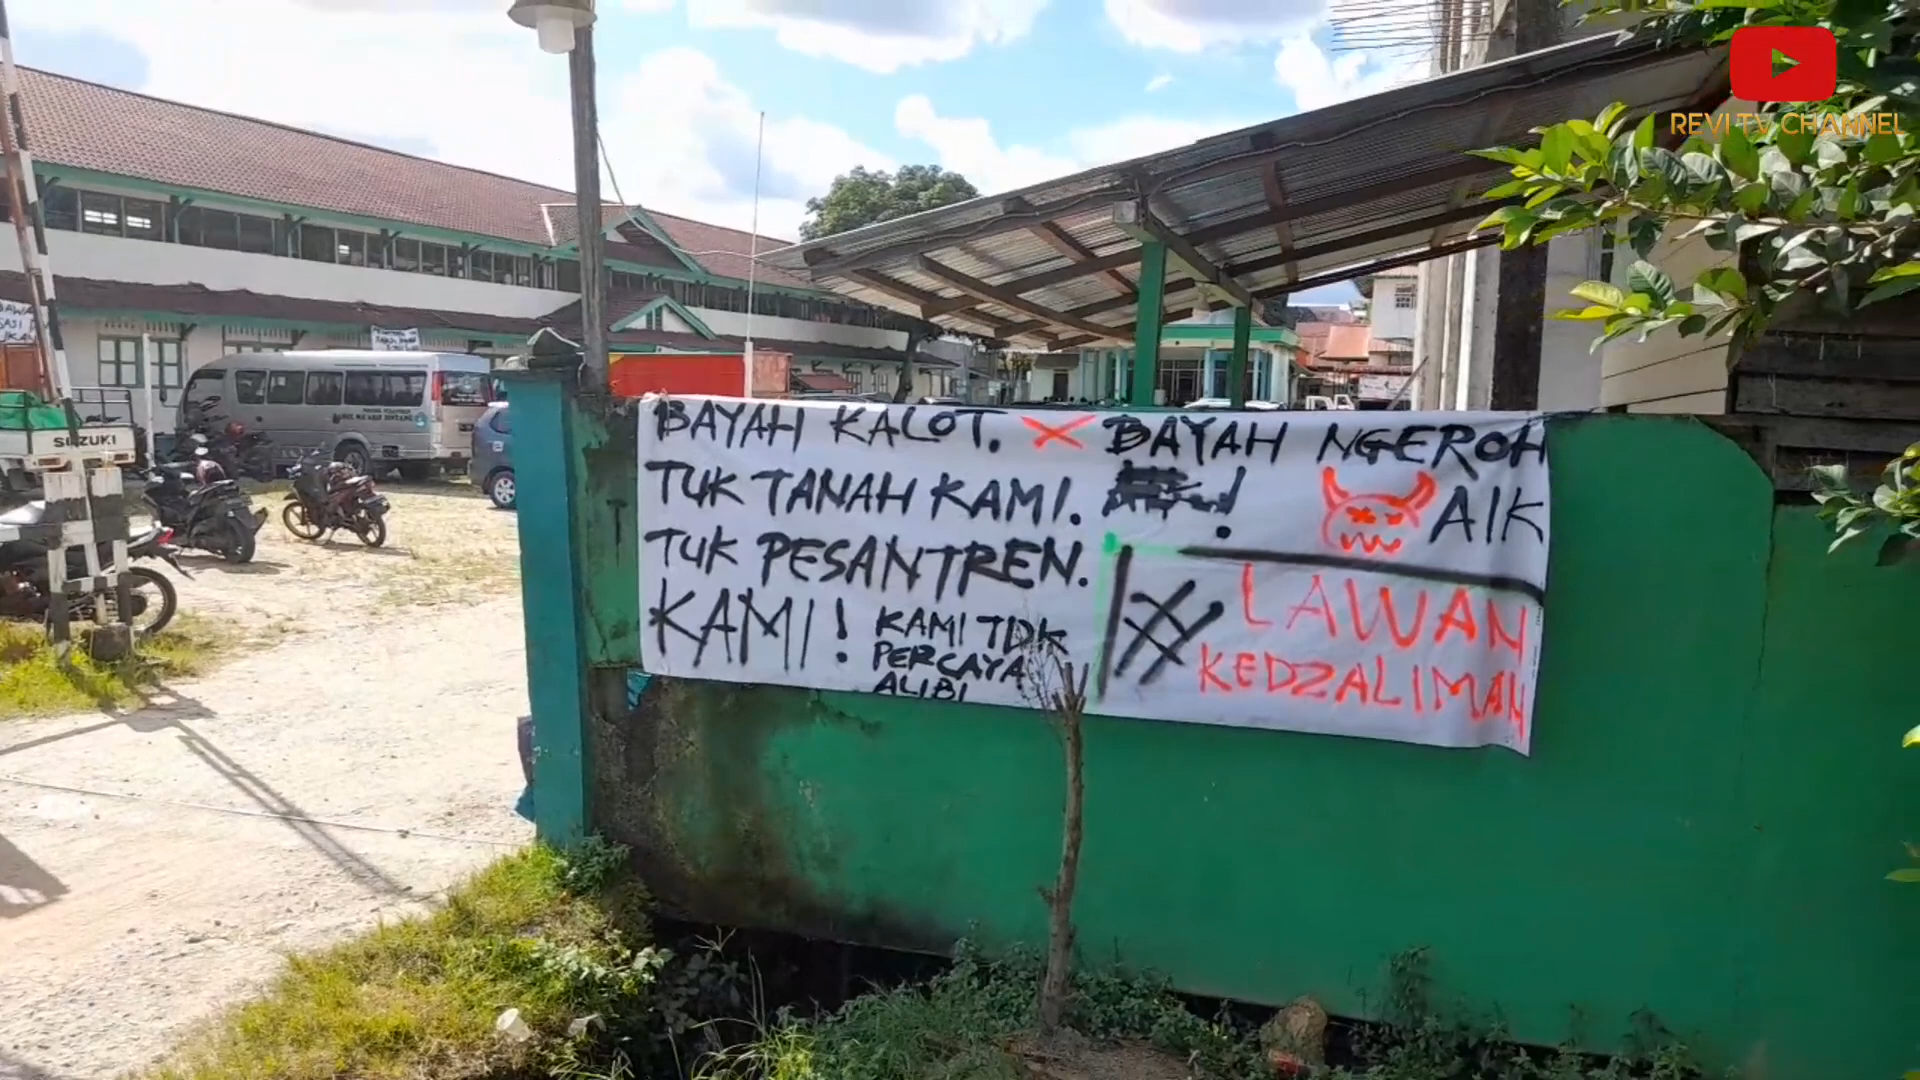 REVI TV CHANNEL
SUZUKI
BAYAH KALOT. BAYAH NGEROH
TUK TANAH KAMI. ! AIK
TUK PESANTREN.
KAMI!
KAMI TDK
PERCAYA
ALIBI
LAWAN
KEDZALIMAN